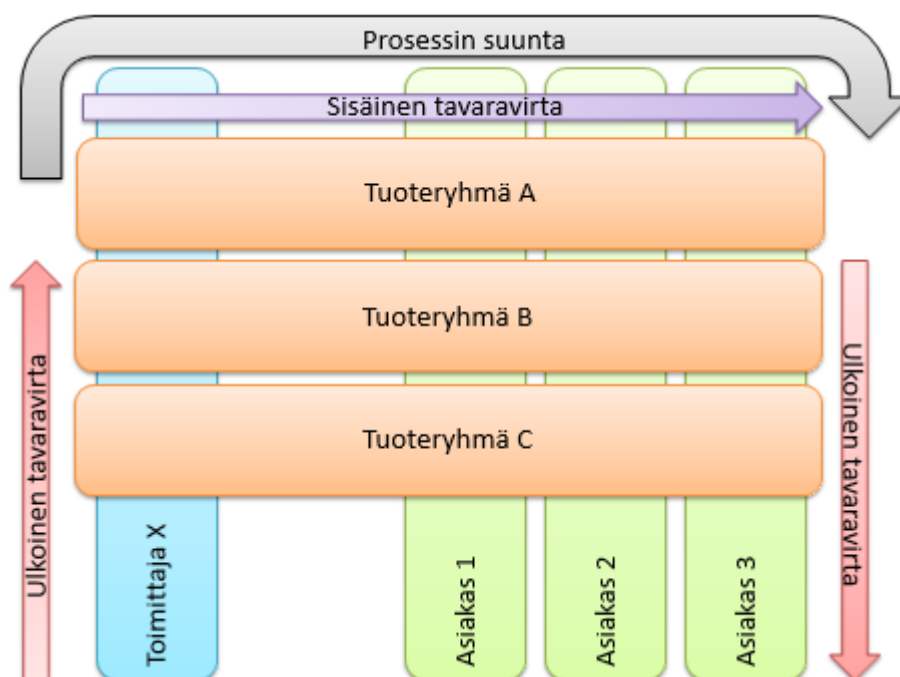 Prosessin suunta
Sisäinen tavaravirta
Tuoteryhmä A
Tuoteryhmä B
Tuoteryhmä C
Ulkoinen tavaravirta
Toimittaja X
Asiakas 1
Asiakas 2
Asiakas 3
Ulkoinen tavaravirta